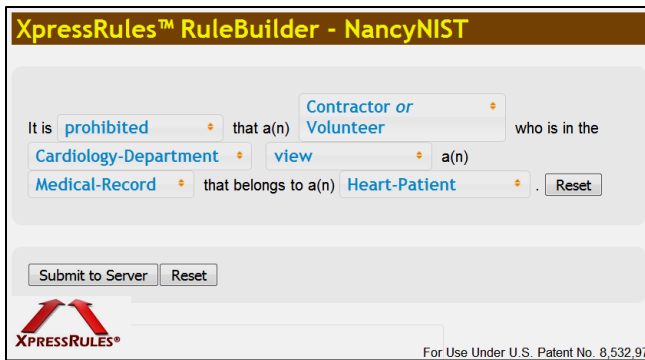 XpressRules™ RuleBuilder - NancyNIST
Contractor or
It is prohibited that a(n) Volunteer who is in the
Cardiology-Department view a(n)
Medical-Record that belongs to a(n) Heart-Patient . Reset
Submit to Server Reset
XPRESSRULES®
For Use Under U.S. Patent No. 8,532,97